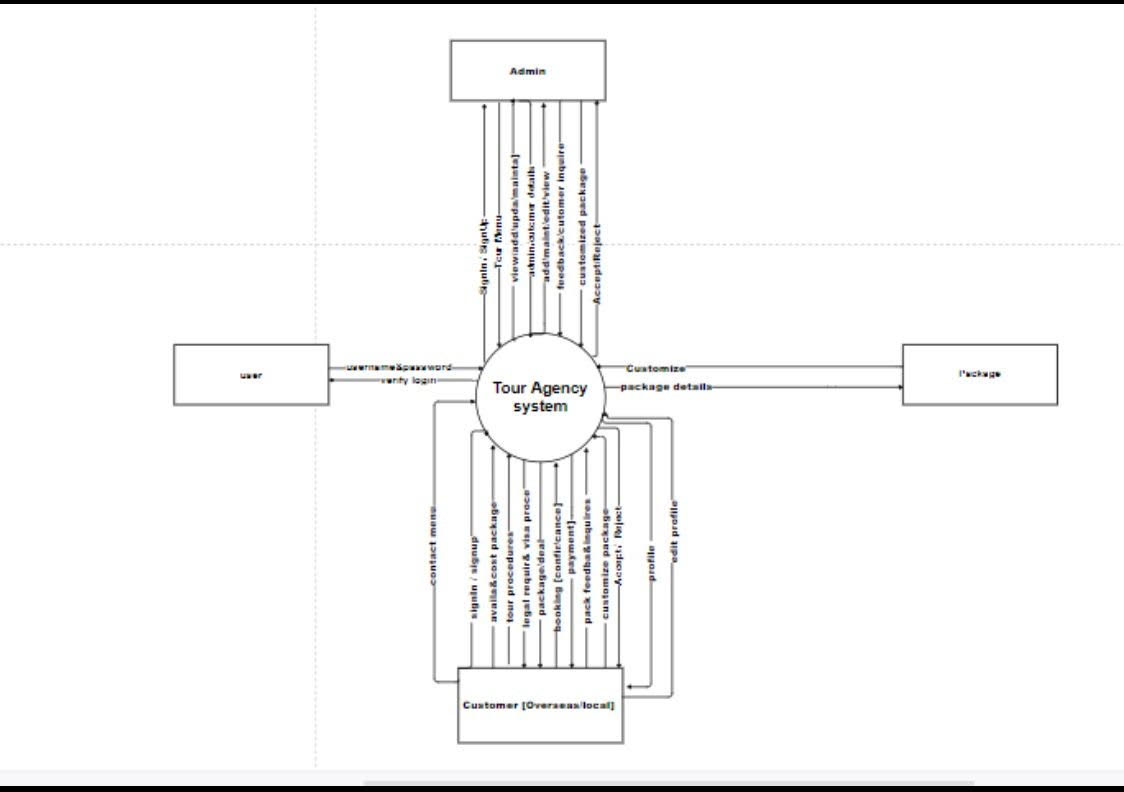 Admin
SignIn / SignUp
Tour Menu
view/add/upda/mainta]
admin/cutomer details
add/maint/edit/view
feedback/cutomer inquire
customized package
Accept/Reject
user
username&password
verify login
Tour Agency
system
Customize
package details
Package
contact menu
signin / signup
availa&cost package
tour procedures
legal requir& visa proce
package/deal
booking [confir/cance]
payment]
pack feedba&inquires
customize package
Accept/ Reject
profile
edit profile
Customer [Overseas/local]